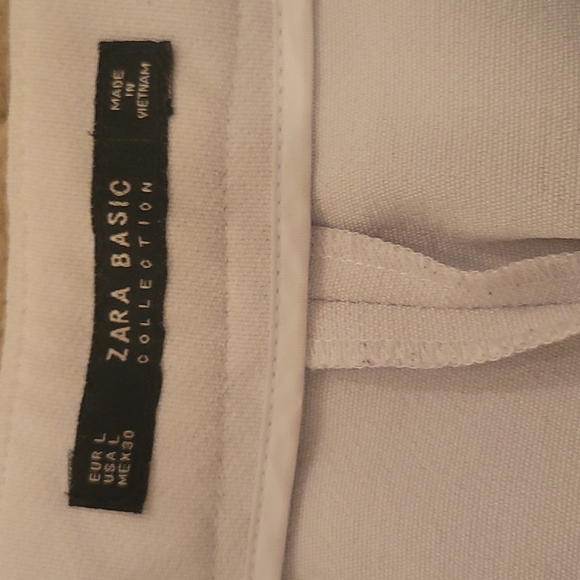 EUR L
USA L
MEX 30
ZARA BASIC
COLLECTION
MADE
IN
VIETNAM